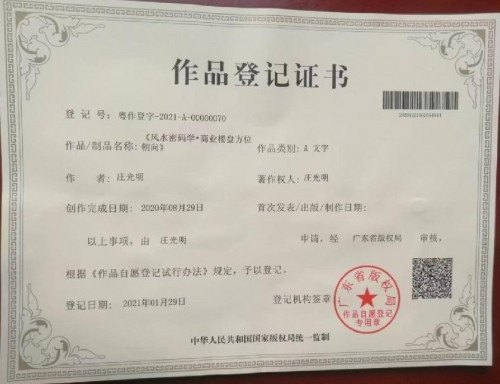 作品登记证书
登 记 号：粤作登字-2021-A-00000070
作品/制品名称：《风水密码学•商业楼盘方位朝向》
作品类别：A 文字
作 者：庄光明
著作权人：庄光明
创作完成日期：2020年08月29日
首次发表/出版/制作日期：
以上事项，由 庄光明 申请，经 广东省版权局 审核，
根据《作品自愿登记试行办法》规定，予以登记。
登记日期：2021年01月29日
登记机构签章
广东省版权局
作品自愿登记
专用章
中华人民共和国国家版权局统一监制